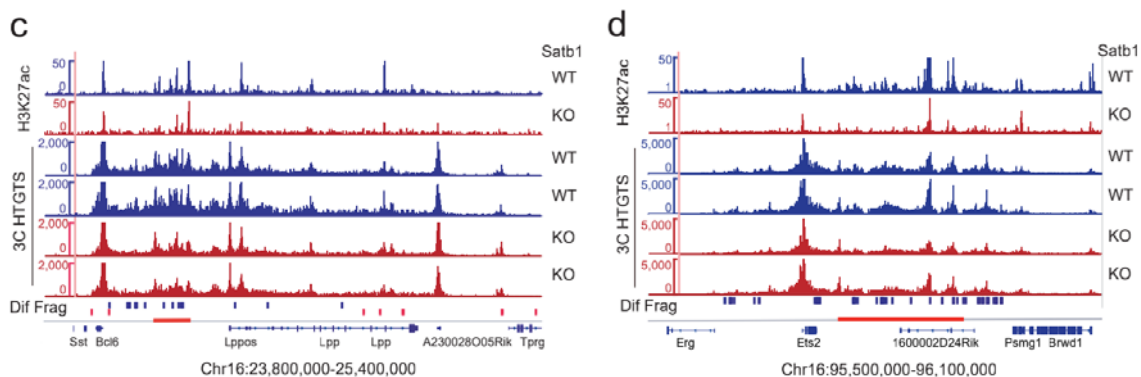 c
Satb1
H3K27ac
50
0
WT
50
0
KO
3C HTGTS
2,000
0
WT
2,000
0
WT
2,000
0
KO
2,000
0
KO
Dif Frag
Sst Bcl6 Lppos Lpp Lpp A230028O05Rik Tprg
Chr16:23,800,000-25,400,000
d
Satb1
H3K27ac
50
1
WT
50
1
KO
3C HTGTS
5,000
0
WT
5,000
0
WT
5,000
0
KO
5,000
0
KO
Dif Frag
Erg Ets2 1600002D24Rik Psmg1 Brwd1
Chr16:95,500,000-96,100,000